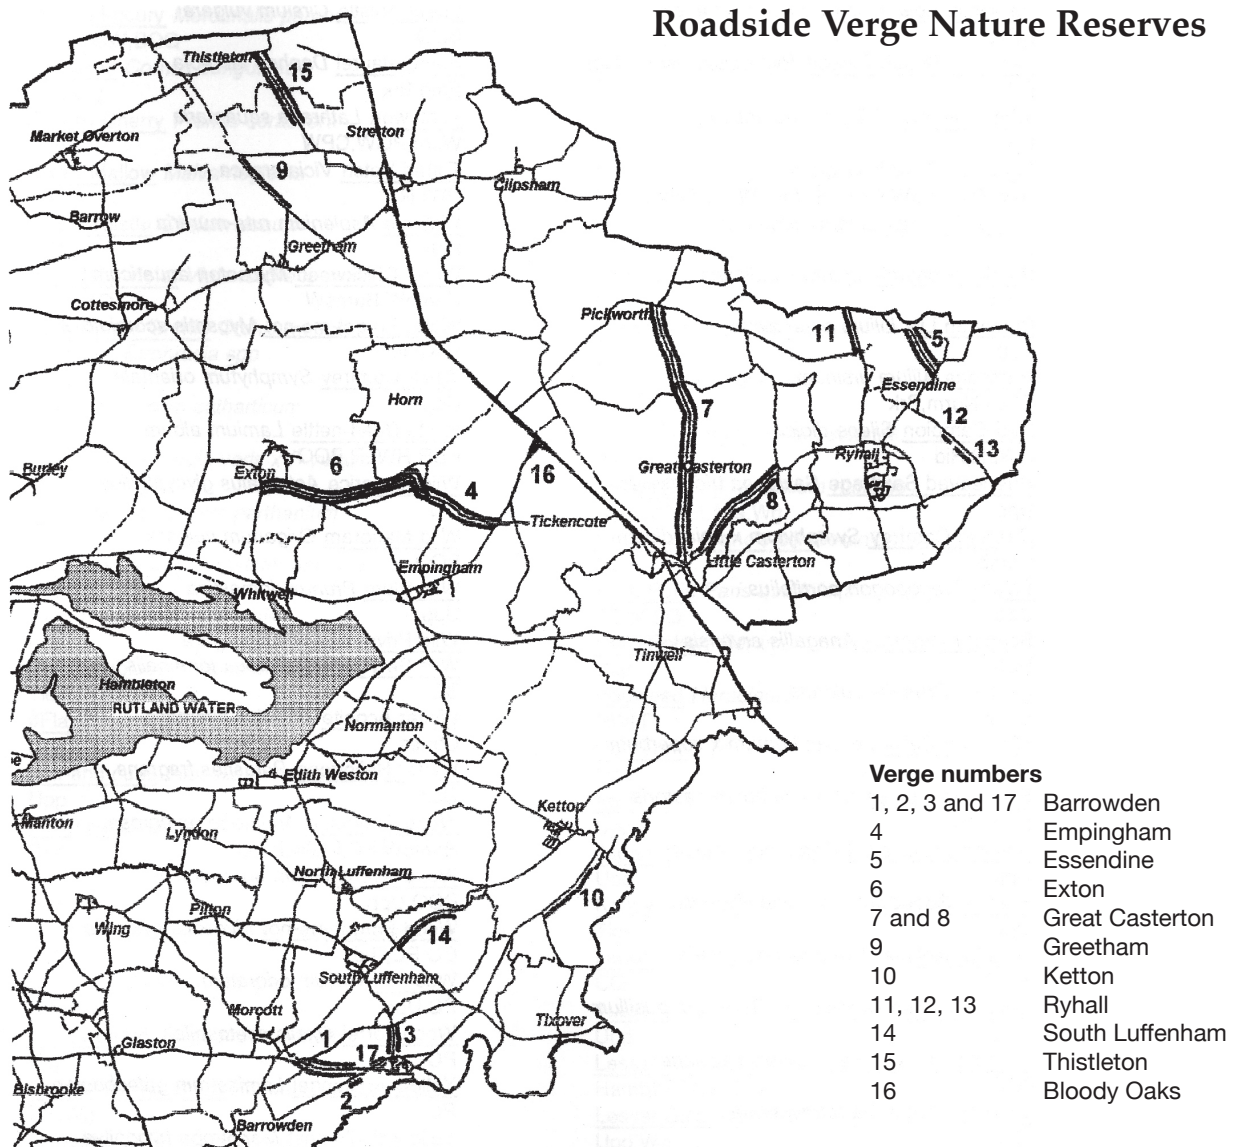 Roadside Verge Nature Reserves
Thistleton
15
Market Overton
Stretton
9
Clipsham
Barrow
Greetham
Cottesmore
Pickworth
11
5
Essendine
Horn
7
12
13
Burley
Exton
6
4
16
Great Casterton
Ryhall
8
Tickencote
Little Casterton
Empingham
Whitwell
Tinwell
Hambleton
RUTLAND WATER
Normanton
Edith Weston
Ketton
Manton
Lyndon
North Luffenham
10
Pilton
Wing
14
South Luffenham
Morcott
Tixover
1
3
17
Glaston
Bisbrooke
2
Barrowden
Verge numbers
1, 2, 3 and 17 Barrowden
4 Empingham
5 Essendine
6 Exton
7 and 8 Great Casterton
9 Greetham
10 Ketton
11, 12, 13 Ryhall
14 South Luffenham
15 Thistleton
16 Bloody Oaks